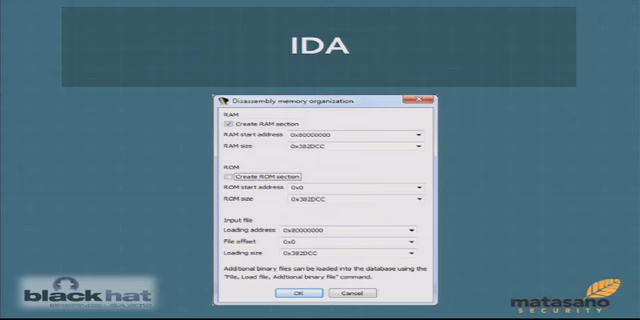 IDA
Disassembly memory organization
RAM
Create RAM section
RAM start address 0x80000000
RAM size 0x382DCC
ROM
Create ROM section
ROM start address 0x0
ROM size 0x382DCC
Input file
Loading address 0x80000000
File offset 0x0
Loading size 0x382DCC
Additional binary files can be loaded into the database using the
"File, Load file, Additional binary file" command.
OK Cancel
black hat
matasano
SECURITY